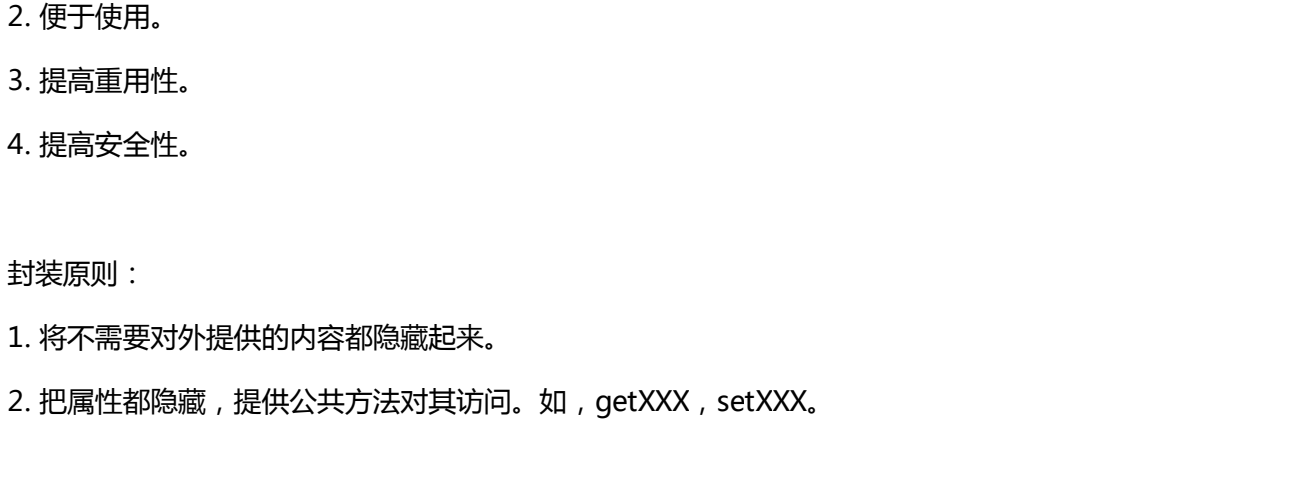 2. 便于使用。
3. 提高重用性。
4. 提高安全性。
封装原则：
1. 将不需要对外提供的内容都隐藏起来。
2. 把属性都隐藏，提供公共方法对其访问。如，getXXX，setXXX。